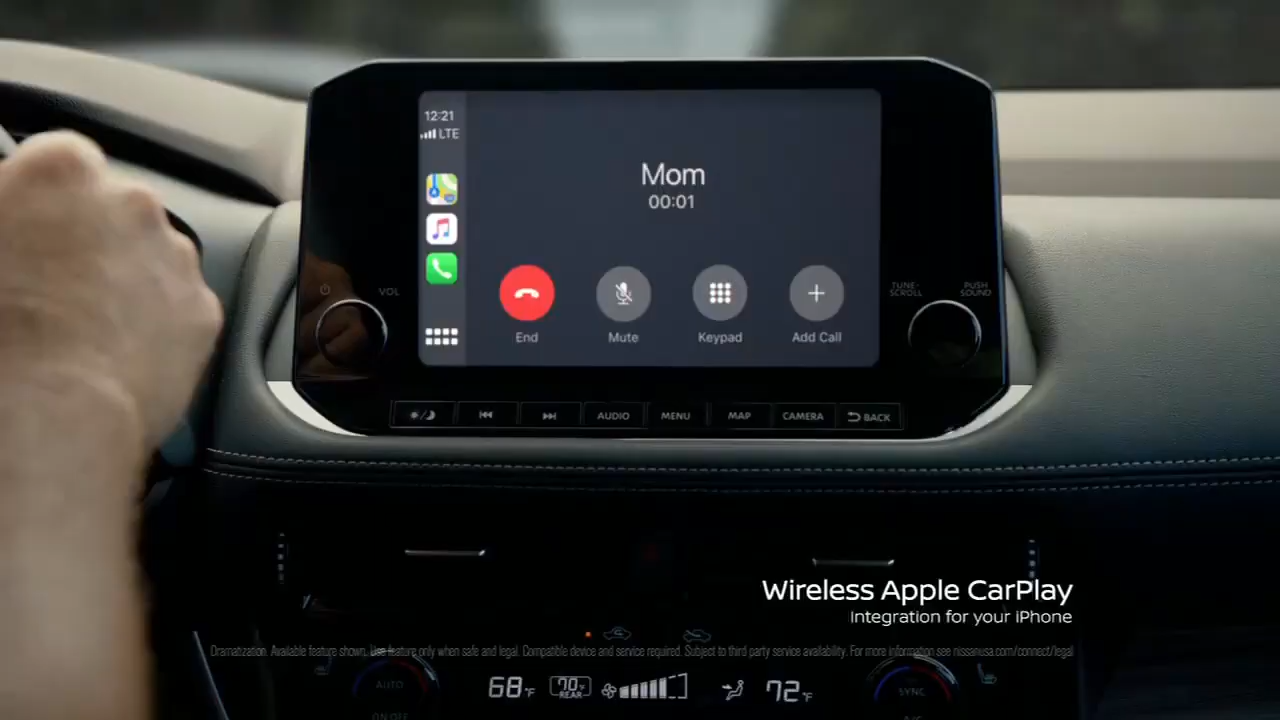 12:21
LTE
Mom
00:01
End
Mute
Keypad
Add Call
VOL
TUNE·
SCROLL
PUSH
SOUND
AUDIO
MENU
MAP
CAMERA
BACK
Wireless Apple CarPlay
Integration for your iPhone
Dramatization. Available feature shown. Use feature only when safe and legal. Compatible device and service required. Subject to third party service availability. For more information see nissanusa.com/connect/legal
AUTO
68°F
70°F
REAR
72°F
SYNC
ON·OFF
A/C